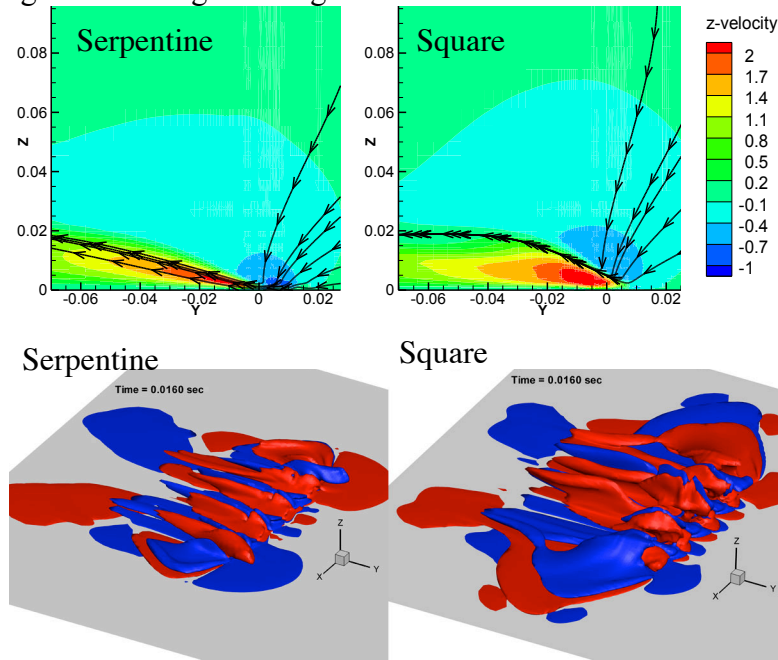 Serpentine
0.08
0.06
Z
0.04
0.02
0
-0.06 -0.04 -0.02 0 0.02
Y
Square
0.08
0.06
Z
0.04
0.02
0
-0.06 -0.04 -0.02 0 0.02
Y
z-velocity
2
1.7
1.4
1.1
0.8
0.5
0.2
-0.1
-0.4
-0.7
-1
Serpentine
Time = 0.0160 sec
Z
X Y
Square
Time = 0.0160 sec
Z
X Y